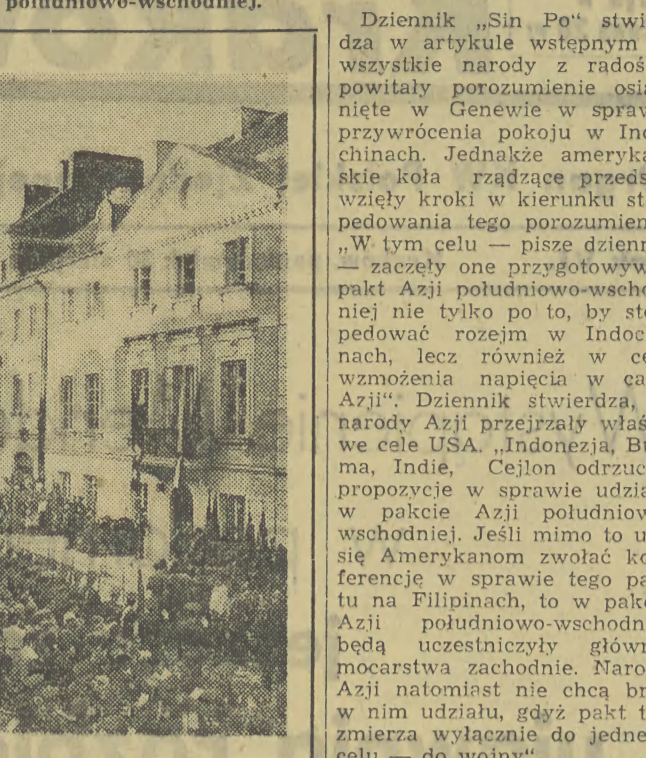 południowo-wschodniej.
Dziennik „Sin Po" stwi
dza w artykule wstępnym
wszystkie narody z radoś
powitały porozumienie osią
nięte w Genewie w spraw
przywrócenia pokoju w Ind
chinach. Jednakże ameryka
skie koła rządzące przeds
wzięły kroki w kierunku st
pedowania tego porozumien
„W tym celu — pisze dzienn
— zaczęły one przygotowyw
pakt Azji południowo-wscho
niej nie tylko po to, by sto
pedować rozejm w Indoc
nach, lecz również w ce
wzmożenia napięcia w ca
Azji". Dziennik stwierdza,
narody Azji przejrzały właś
we cele USA. „Indonezja, Bu
ma, Indie, Cejlon odrzuc
propozycje w sprawie udzia
w pakcie Azji południow
wschodniej. Jeśli mimo to u
się Amerykanom zwołać ko
ferencję w sprawie tego pa
tu na Filipinach, to w pakc
Azji południowo-wschodn
będą uczestniczyły główn
mocarstwa zachodnie. Naro
Azji natomiast nie chcą br
w nim udziału, gdyż pakt t
zmierza wyłącznie do jedne
celu — do wojny"